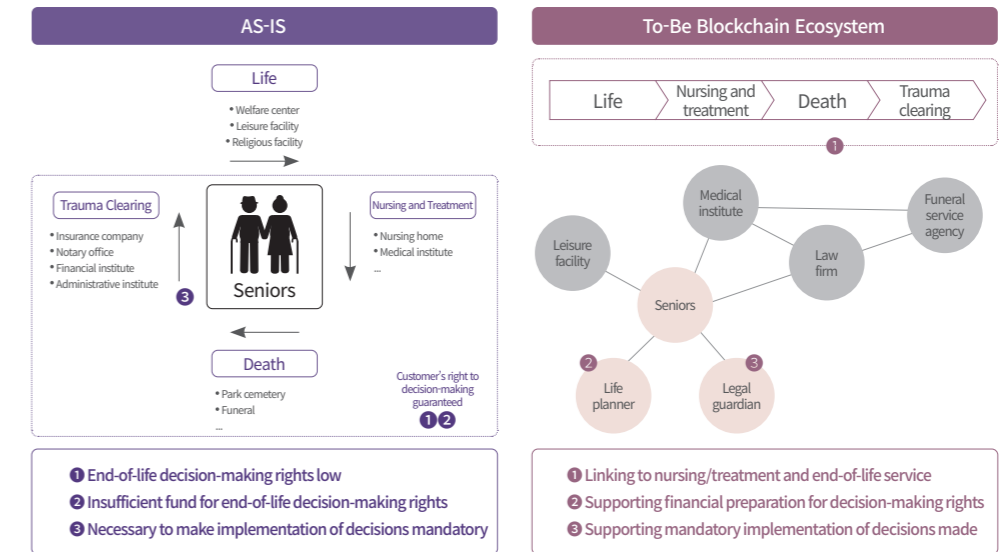 AS-IS
Life
• Welfare center
• Leisure facility
• Religious facility
Trauma Clearing
• Insurance company
• Notary office
• Financial institute
• Administrative institute
3
Seniors
Nursing and Treatment
• Nursing home
• Medical institute
...
Death
• Park cemetery
• Funeral
...
Customer's right to
decision-making
guaranteed
1 2
1 End-of-life decision-making rights low
2 Insufficient fund for end-of-life decision-making rights
3 Necessary to make implementation of decisions mandatory
To-Be Blockchain Ecosystem
Life
Nursing and
treatment
Death
Trauma
clearing
1
Medical
institute
Funeral
service
agency
Leisure
facility
Law
firm
Seniors
2
Life
planner
3
Legal
guardian
1 Linking to nursing/treatment and end-of-life service
2 Supporting financial preparation for decision-making rights
3 Supporting mandatory implementation of decisions made